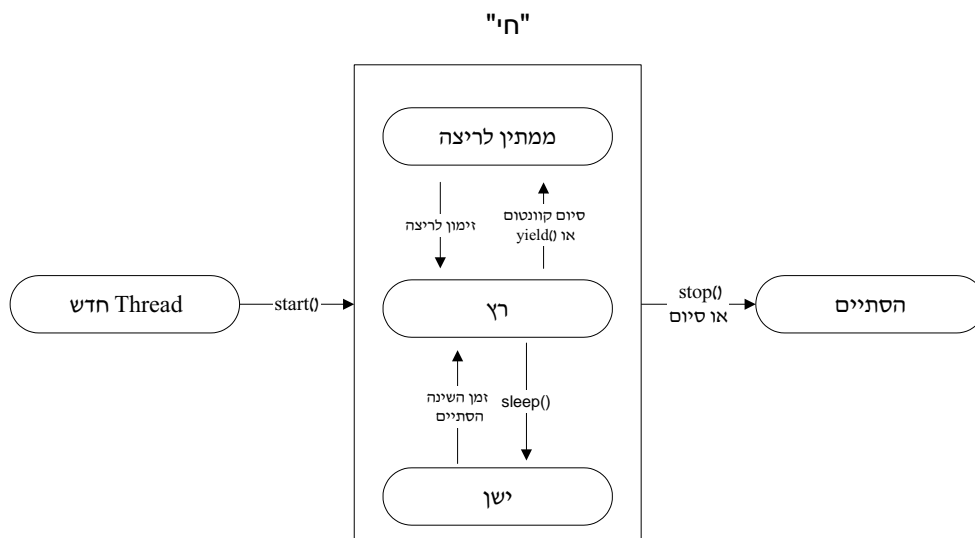 "חי"
ממתין לריצה
זימון לריצה
סיום קוונטום
או yield()
Thread חדש
start()
רץ
stop()
או סיום
הסתיים
זמן השינה
הסתיים
sleep()
ישן